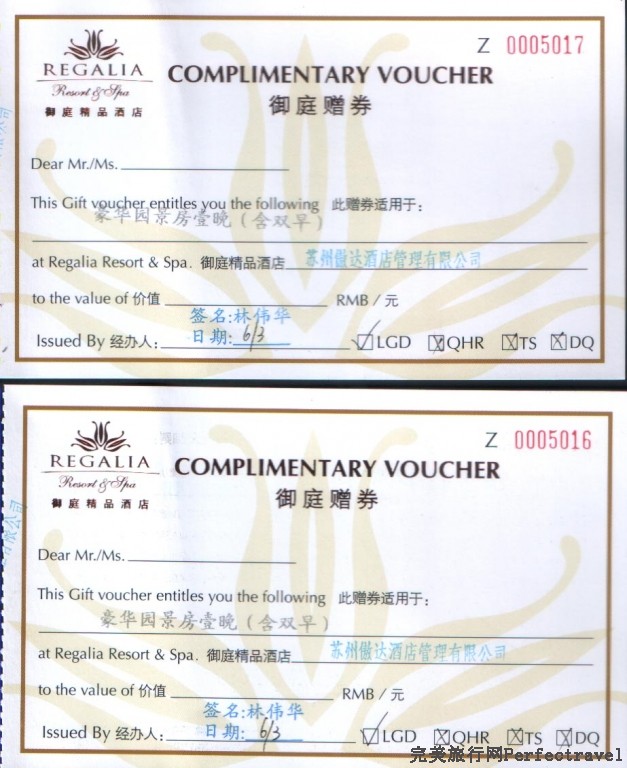 REGALIA
Resort & Spa
御庭精品酒店
Z 0005017
COMPLIMENTARY VOUCHER
御庭赠券
Dear Mr./Ms.
This Gift voucher entitles you the following 此赠券适用于:
豪华园景房壹晚(含双早)
at Regalia Resort & Spa. 御庭精品酒店 苏州傲达酒店管理有限公司
to the value of 价值 RMB / 元
签名:林伟华
Issued By 经办人: 日期: 6/3 LGD QHR TS DQ
REGALIA
Resort & Spa
御庭精品酒店
Z 0005016
COMPLIMENTARY VOUCHER
御庭赠券
Dear Mr./Ms.
This Gift voucher entitles you the following 此赠券适用于:
豪华园景房壹晚(含双早)
at Regalia Resort & Spa. 御庭精品酒店 苏州傲达酒店管理有限公司
to the value of 价值 RMB / 元
签名:林伟华
Issued By 经办人: 日期: 6/3 LGD QHR TS DQ
完美旅行网Perfectravel